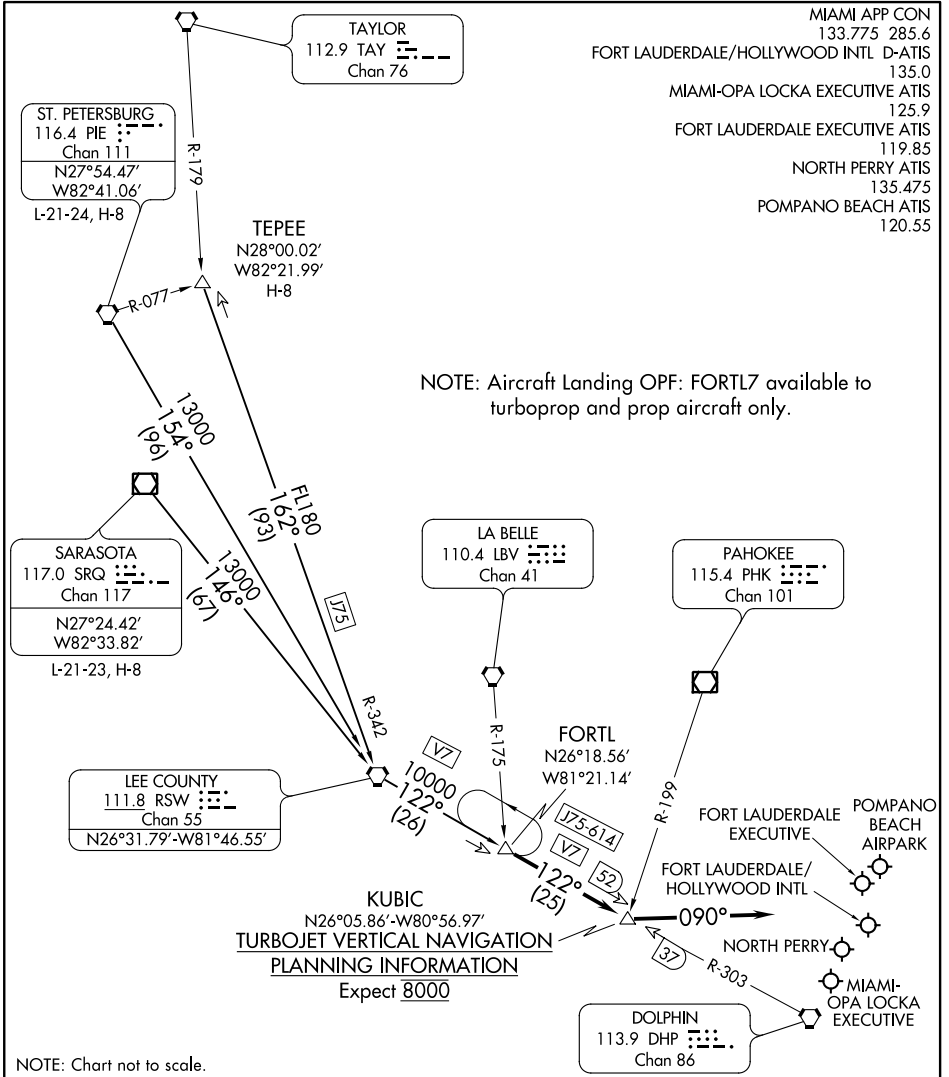 MIAMI APP CON
133.775 285.6
FORT LAUDERDALE/HOLLYWOOD INTL D-ATIS
135.0
MIAMI-OPA LOCKA EXECUTIVE ATIS
125.9
FORT LAUDERDALE EXECUTIVE ATIS
119.85
NORTH PERRY ATIS
135.475
POMPANO BEACH ATIS
120.55
TAYLOR
112.9 TAY
Chan 76
ST. PETERSBURG
116.4 PIE
Chan 111
N27°54.47'
W82°41.06'
L-21-24, H-8
R-179
TEPEE
N28°00.02'
W82°21.99'
H-8
R-077
NOTE: Aircraft Landing OPF: FORTL7 available to
turboprop and prop aircraft only.
13000
154°
(96)
FL180
162°
(93)
J75
R-342
SARASOTA
117.0 SRQ
Chan 117
N27°24.42'
W82°33.82'
L-21-23, H-8
13000
146°
(67)
LA BELLE
110.4 LBV
Chan 41
R-175
PAHOKEE
115.4 PHK
Chan 101
R-199
LEE COUNTY
111.8 RSW
Chan 55
N26°31.79'-W81°46.55'
V7
10000
122°
(26)
FORTL
N26°18.56'
W81°21.14'
J75-614
V7
52
122°
(25)
KUBIC
N26°05.86'-W80°56.97'
TURBOJET VERTICAL NAVIGATION
PLANNING INFORMATION
Expect 8000
090°
FORT LAUDERDALE
EXECUTIVE
POMPANO
BEACH
AIRPARK
FORT LAUDERDALE/
HOLLYWOOD INTL
NORTH PERRY
MIAMI-
OPA LOCKA
EXECUTIVE
37
R-303
DOLPHIN
113.9 DHP
Chan 86
NOTE: Chart not to scale.